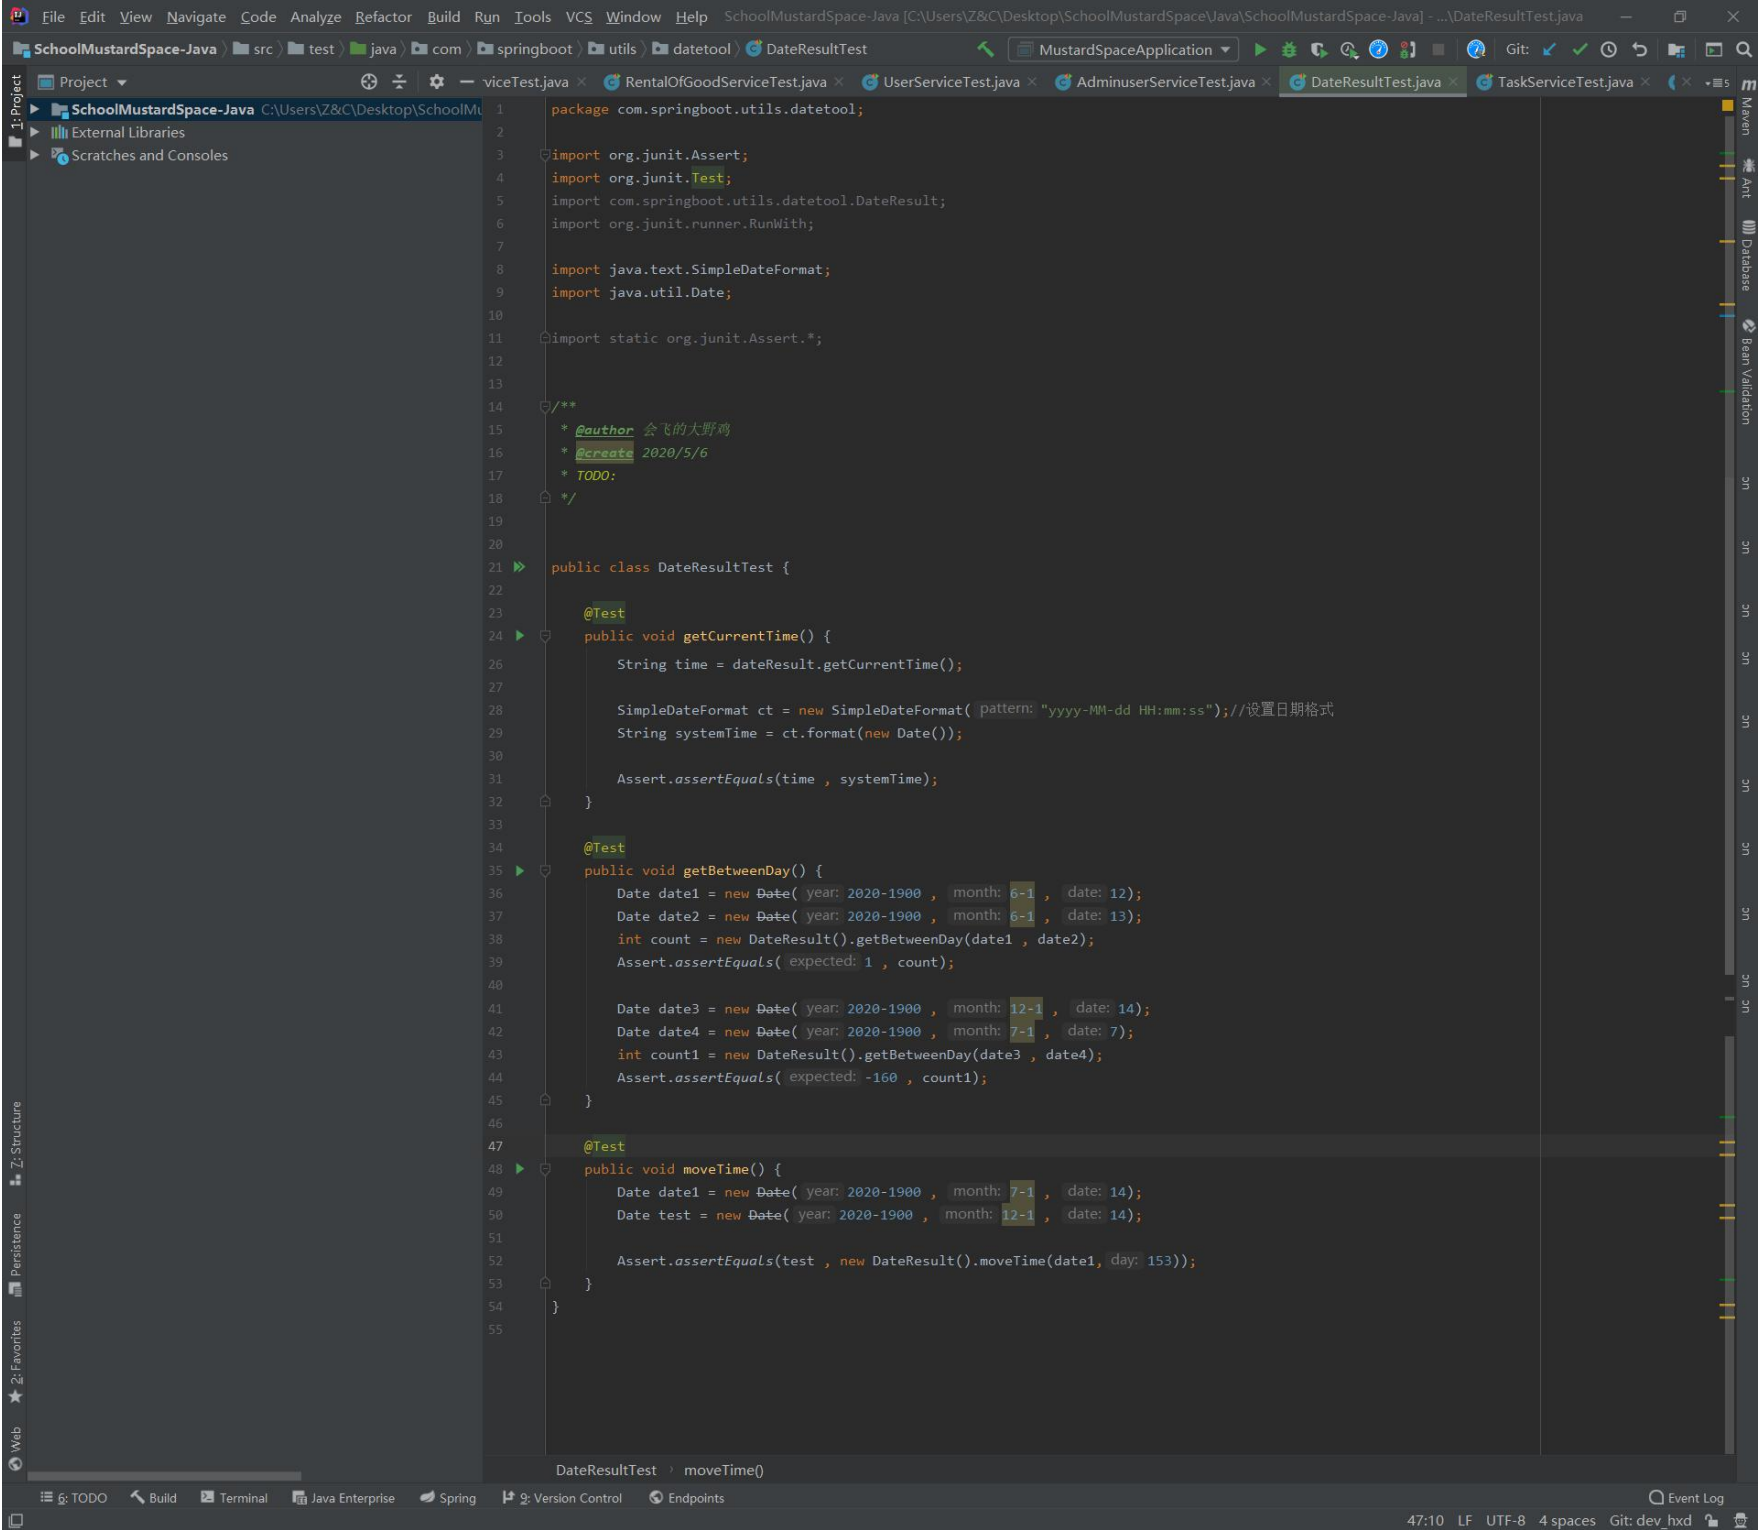 File Edit View Navigate Code Analyze Refactor Build Run Tools VCS Window Help SchoolMustardSpace-Java [C:\Users\Z&C\Desktop\SchoolMustardSpace\Java\SchoolMustardSpace-Java] - ...\DateResultTest.java
SchoolMustardSpace-Java src test java com springboot utils datetool DateResultTest MustardSpaceApplication Git:
Project viceTest.java RentalOfGoodServiceTest.java UserServiceTest.java AdminuserServiceTest.java DateResultTest.java TaskServiceTest.java 5
SchoolMustardSpace-Java C:\Users\Z&C\Desktop\SchoolMu
External Libraries
Scratches and Consoles
1: Project
Z: Structure
Persistence
2: Favorites
Web
1 package com.springboot.utils.datetool;
2
3 import org.junit.Assert;
4 import org.junit.Test;
5 import com.springboot.utils.datetool.DateResult;
6 import org.junit.runner.RunWith;
7
8 import java.text.SimpleDateFormat;
9 import java.util.Date;
10
11 import static org.junit.Assert.*;
12
13
14 /**
15 * @author 会飞的大野鸡
16 * @create 2020/5/6
17 * TODO:
18 */
19
20
21 public class DateResultTest {
22
23 @Test
24 public void getCurrentTime() {
26 String time = dateResult.getCurrentTime();
27
28 SimpleDateFormat ct = new SimpleDateFormat( pattern: "yyyy-MM-dd HH:mm:ss");//设置日期格式
29 String systemTime = ct.format(new Date());
30
31 Assert.assertEquals(time , systemTime);
32 }
33
34 @Test
35 public void getBetweenDay() {
36 Date date1 = new Date( year: 2020-1900 , month: 6-1 , date: 12);
37 Date date2 = new Date( year: 2020-1900 , month: 6-1 , date: 13);
38 int count = new DateResult().getBetweenDay(date1 , date2);
39 Assert.assertEquals( expected: 1 , count);
40
41 Date date3 = new Date( year: 2020-1900 , month: 12-1 , date: 14);
42 Date date4 = new Date( year: 2020-1900 , month: 7-1 , date: 7);
43 int count1 = new DateResult().getBetweenDay(date3 , date4);
44 Assert.assertEquals( expected: -160 , count1);
45 }
46
47 @Test
48 public void moveTime() {
49 Date date1 = new Date( year: 2020-1900 , month: 7-1 , date: 14);
50 Date test = new Date( year: 2020-1900 , month: 12-1 , date: 14);
51
52 Assert.assertEquals(test , new DateResult().moveTime(date1, day: 153));
53 }
54 }
55
Maven
Ant
Database
Bean Validation
DateResultTest moveTime()
6: TODO Build Terminal Java Enterprise Spring 9: Version Control Endpoints Event Log
47:10 LF UTF-8 4 spaces Git: dev_hxd